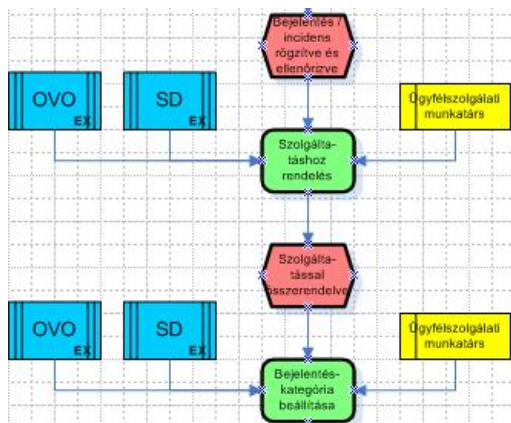 Bejelentés /
incidens
rögzítve és
ellenőrizve
OVO
EX
SD
EX
Ügyfélszolgálati
munkatárs
Szolgálta-
táshoz
rendelés
Szolgálta-
tással
összerendelve
OVO
EX
SD
EX
Ügyfélszolgálati
munkatárs
Bejelentés-
kategória
beállítása